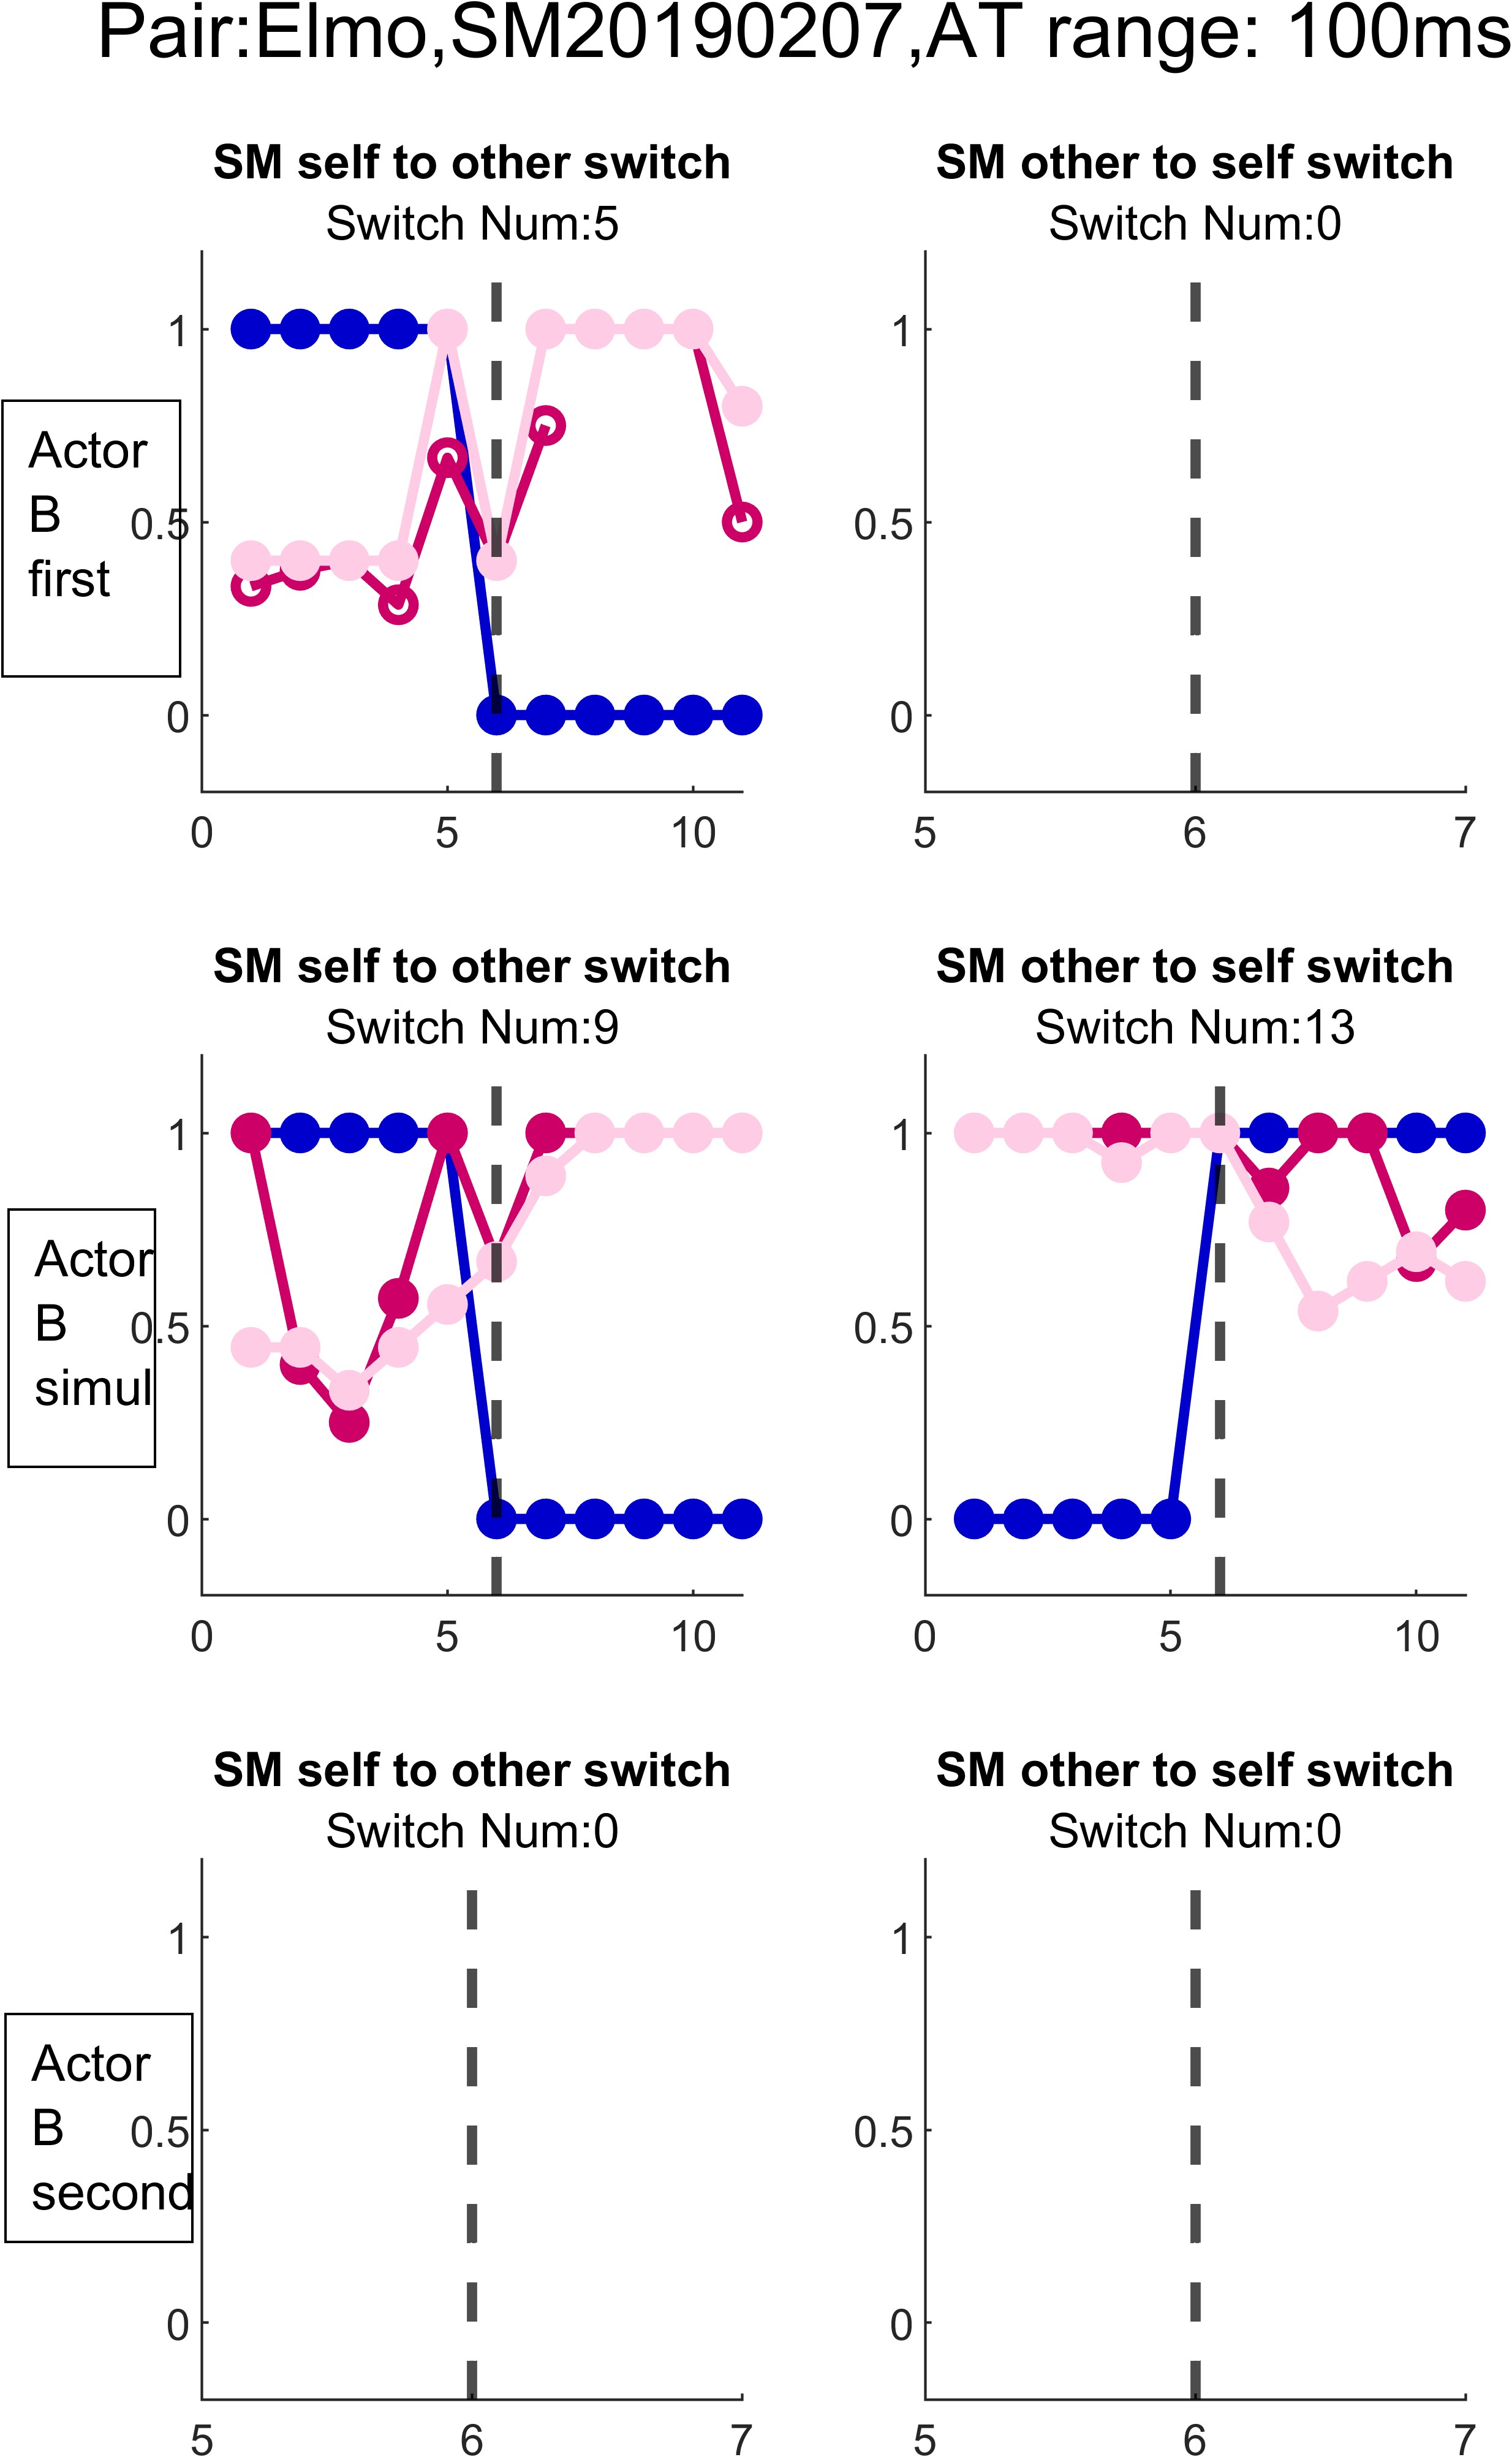 Pair:Elmo,SM20190207,AT range: 100ms
SM self to other switch
Switch Num:5
1
0.5
0
0 5 10
Actor
B
first
SM other to self switch
Switch Num:0
1
0.5
0
5 6 7
SM self to other switch
Switch Num:9
1
0.5
0
0 5 10
Actor
B
simul
SM other to self switch
Switch Num:13
1
0.5
0
0 5 10
SM self to other switch
Switch Num:0
1
0.5
0
5 6 7
Actor
B
second
SM other to self switch
Switch Num:0
1
0.5
0
5 6 7